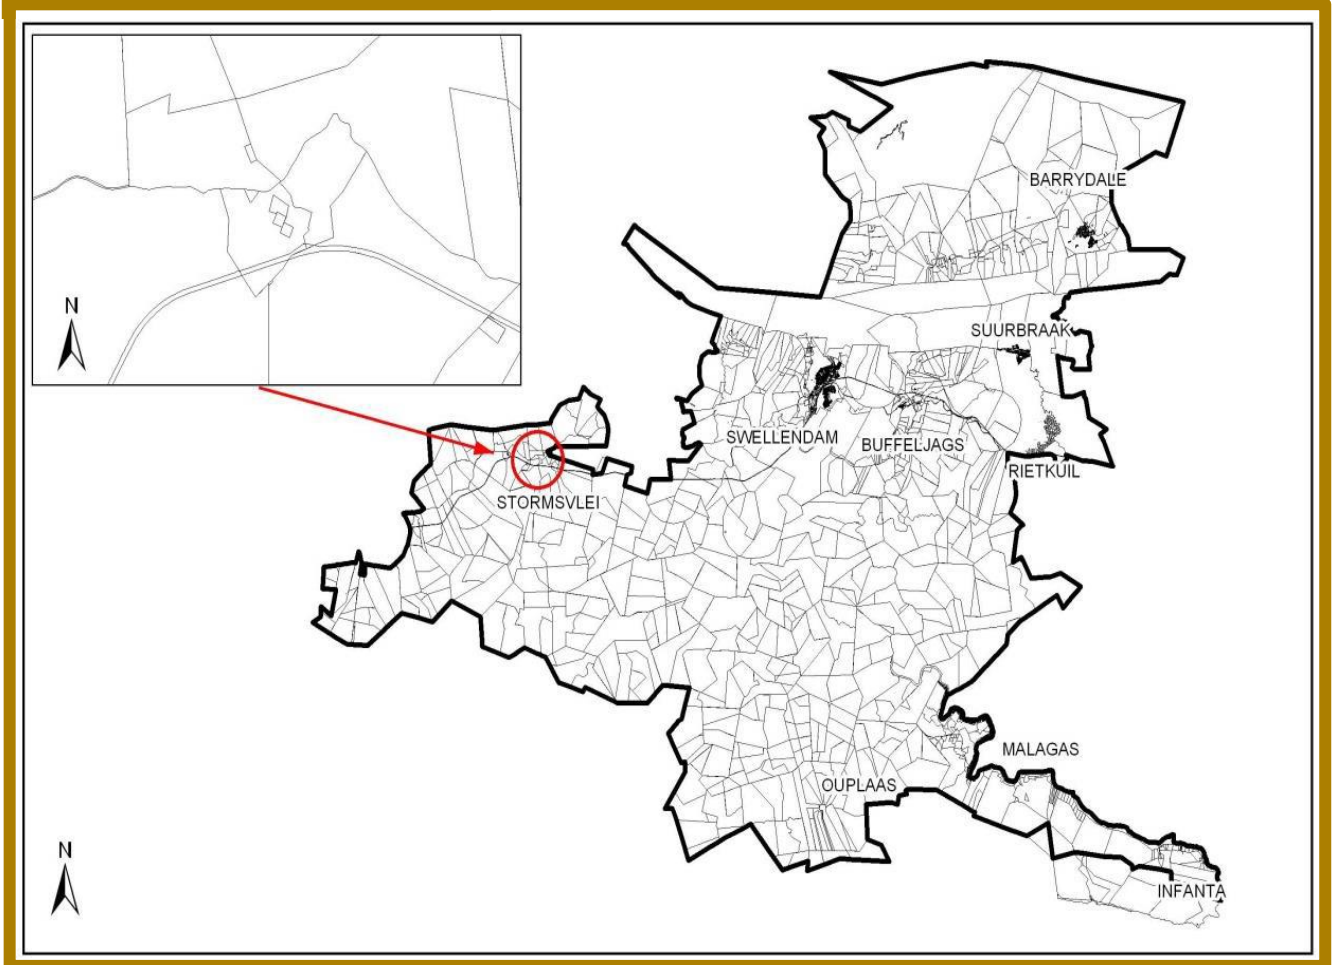 N
BARRYDALE
SUURBRAAK
SWELLENDAM
BUFFELJAGS
RIETKUIL
STORMSVLEI
MALAGAS
OUPLAAS
N
INFANTA